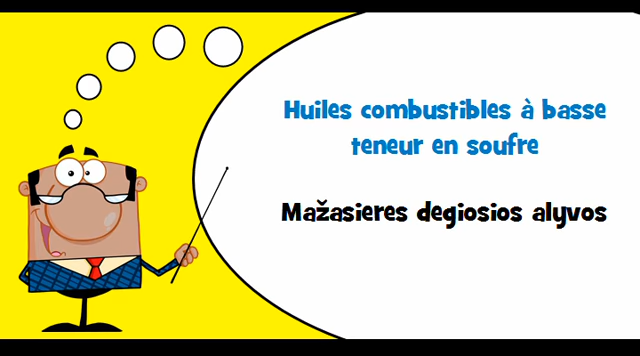 Huiles combustibles à basse
teneur en soufre
Mažasieres degiosios alyvos